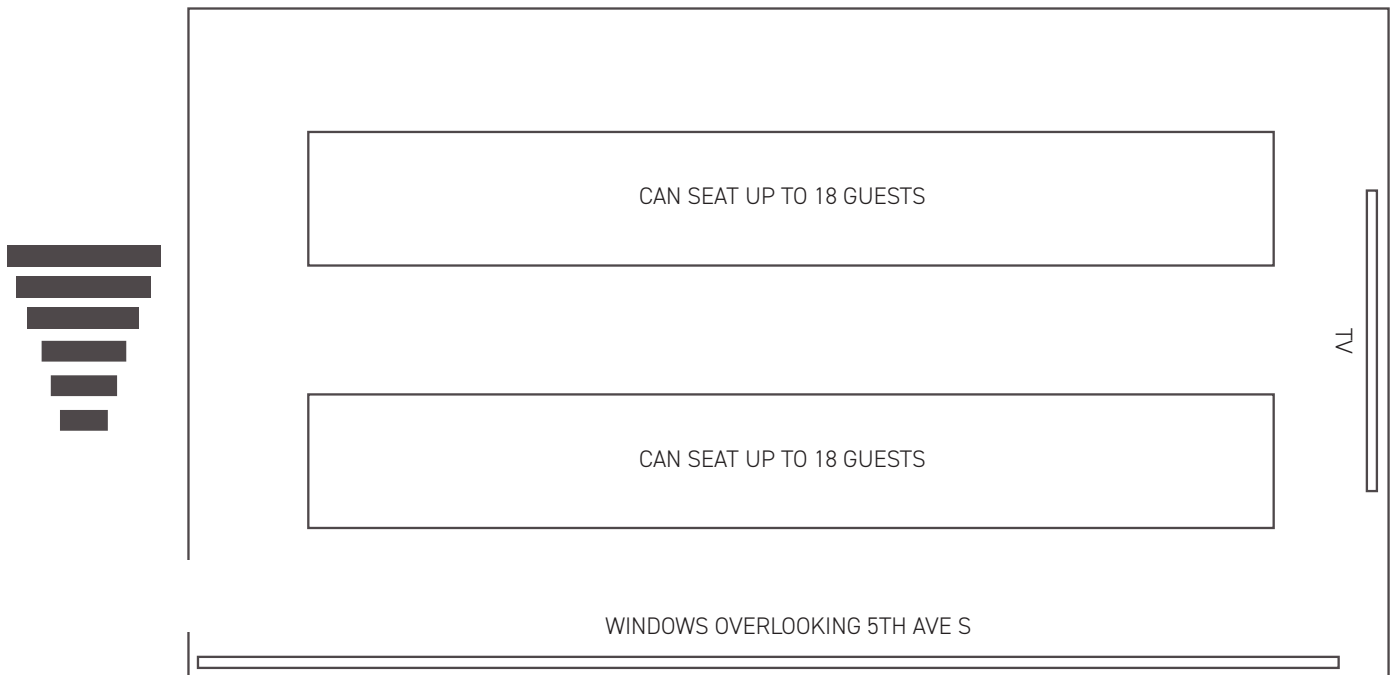 CAN SEAT UP TO 18 GUESTS
TV
CAN SEAT UP TO 18 GUESTS
WINDOWS OVERLOOKING 5TH AVE S